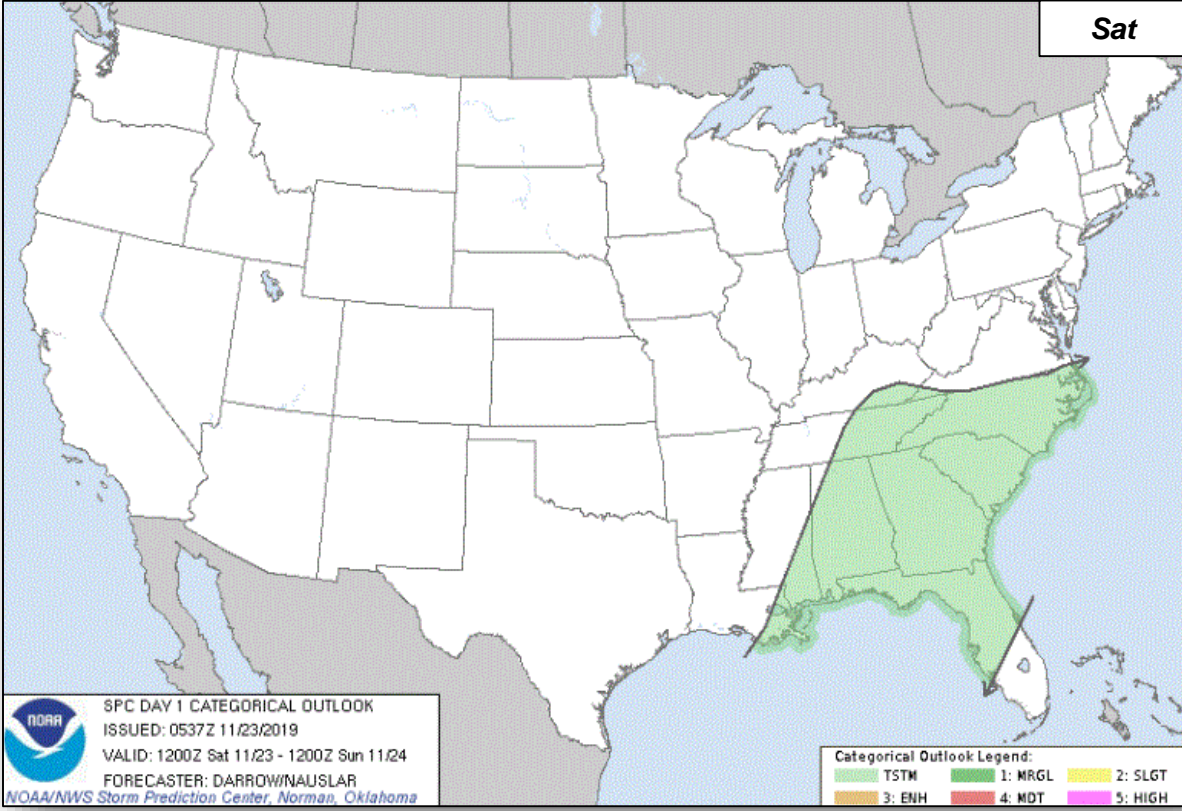 Sat
NOAA
SPC DAY 1 CATEGORICAL OUTLOOK
ISSUED: 0537Z 11/23/2019
VALID: 1200Z Sat 11/23 - 1200Z Sun 11/24
FORECASTER: DARROW/NAUSLAR
NOAA/NWS Storm Prediction Center, Norman, Oklahoma
Categorical Outlook Legend:
TSTM 1: MRGL 2: SLGT
3: ENH 4: MDT 5: HIGH